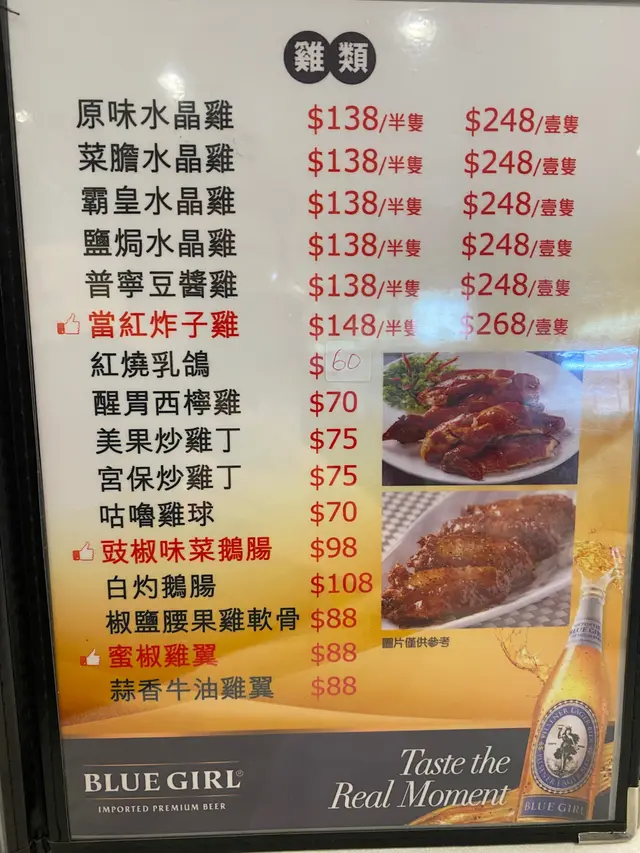 雞類
原味水晶雞 $138/半隻 $248/壹隻
菜膽水晶雞 $138/半隻 $248/壹隻
霸皇水晶雞 $138/半隻 $248/壹隻
鹽焗水晶雞 $138/半隻 $248/壹隻
普寧豆醬雞 $138/半隻 $248/壹隻
當紅炸子雞 $148/半隻 $268/壹隻
紅燒乳鴿 $60
醒胃西檸雞 $70
美果炒雞丁 $75
宮保炒雞丁 $75
咕嚕雞球 $70
豉椒味菜鵝腸 $98
白灼鵝腸 $108
椒鹽腰果雞軟骨 $88
蜜椒雞翼 $88
蒜香牛油雞翼 $88
圖片僅供參考
BLUE GIRL®
IMPORTED PREMIUM BEER
Taste the
Real Moment
BLUE GIRL